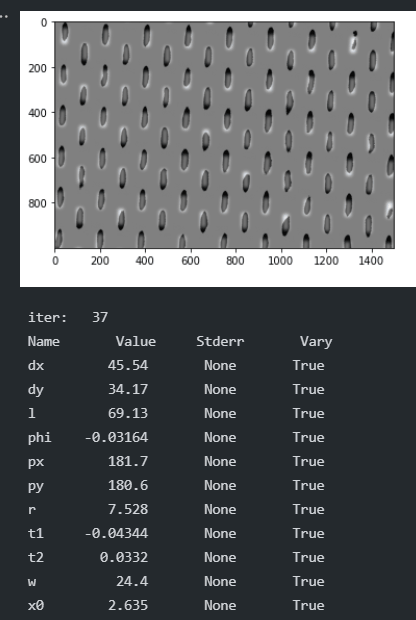 ..
0
200
400
600
800
0 200 400 600 800 1000 1200 1400
iter: 37
Name Value Stderr Vary
dx 45.54 None True
dy 34.17 None True
l 69.13 None True
phi -0.03164 None True
px 181.7 None True
py 180.6 None True
r 7.528 None True
t1 -0.04344 None True
t2 0.0332 None True
w 24.4 None True
x0 2.635 None True